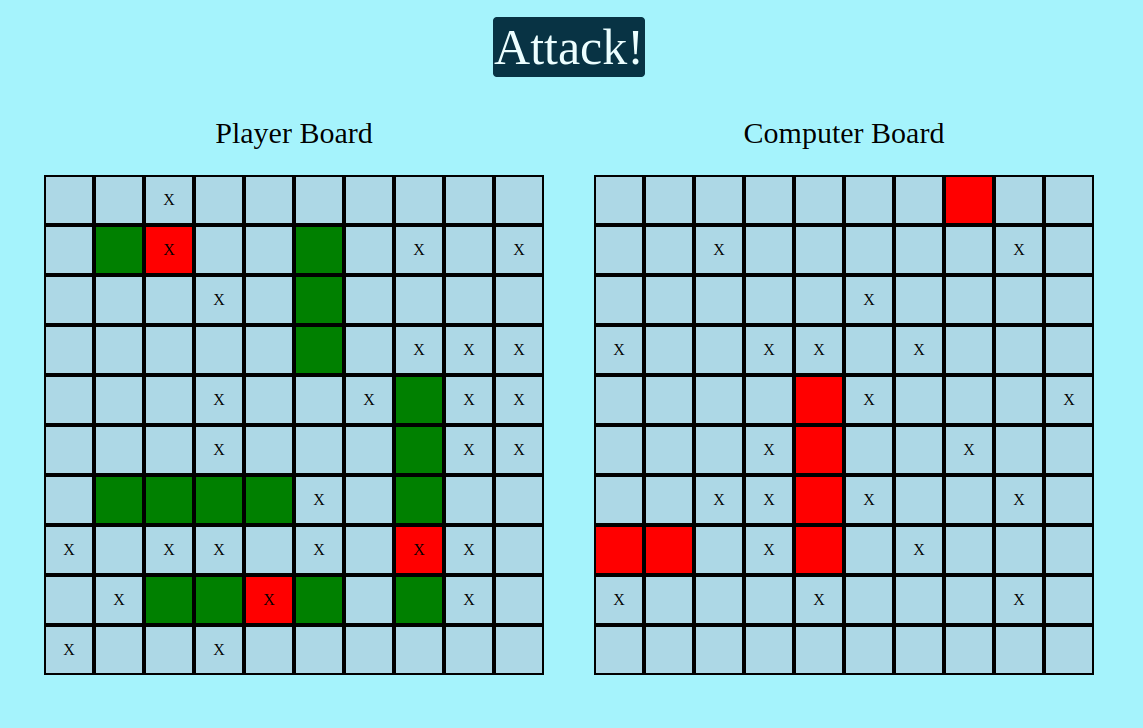 Attack!
Player Board Computer Board
X
X X X X X
X X
X X X X X X X
X X X X X X
X X X X X
X X X X X
X X X X X X X X
X X X X X X
X X